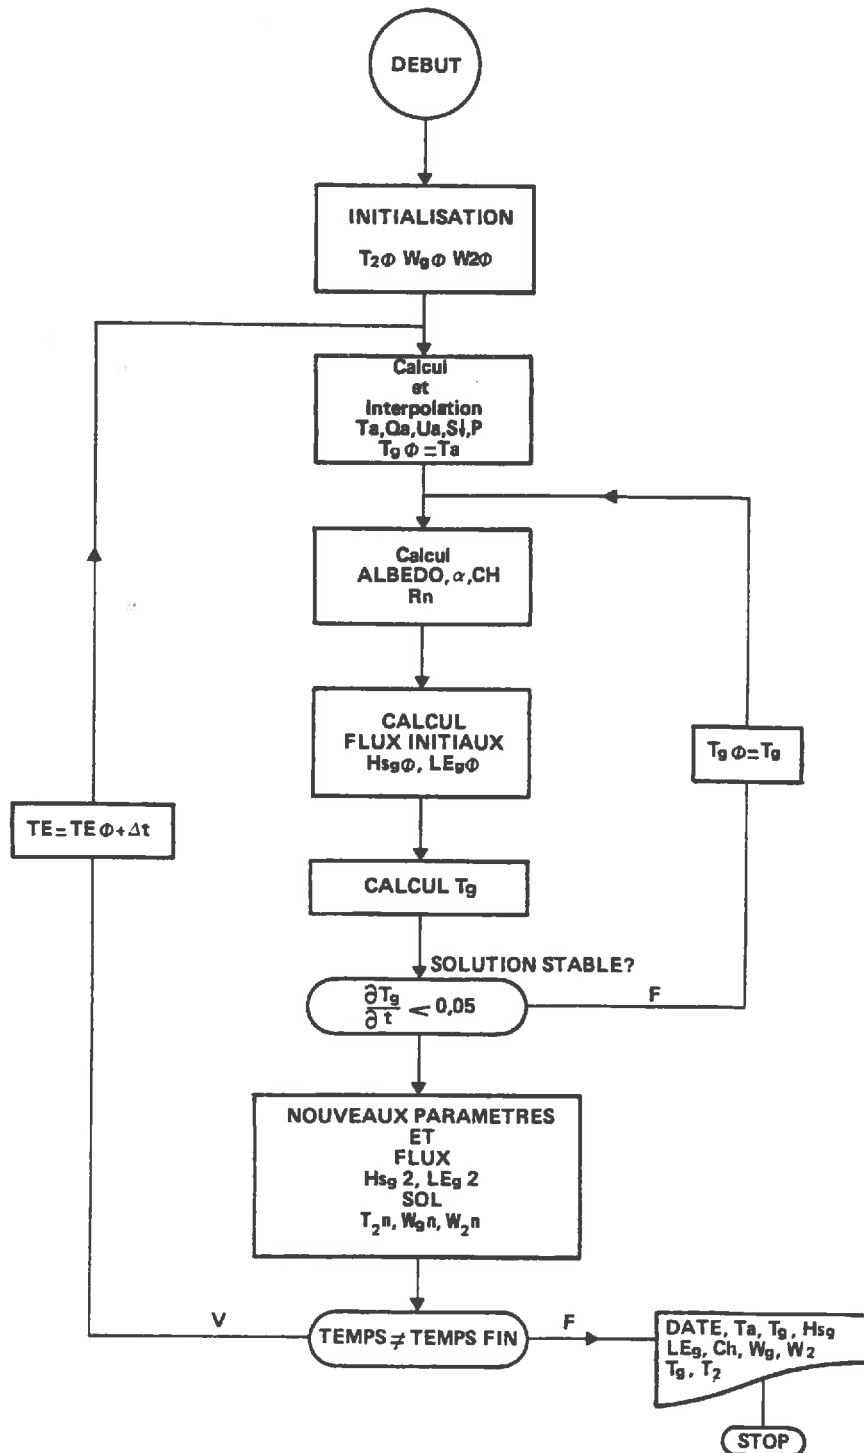 DEBUT
INITIALISATION
T₂Φ WgΦ W2Φ
Calcul
et
Interpolation
Ta,Qa,Ua,S↓,P
TgΦ=Ta
Calcul
ALBEDO, α,CH
Rn
CALCUL
FLUX INITIAUX
HsgΦ, LEgΦ
TgΦ=Tg
TE=TEΦ+Δt
CALCUL Tg
SOLUTION STABLE?
∂Tg/∂t < 0,05
F
NOUVEAUX PARAMETRES
ET
FLUX
Hsg 2, LEg 2
SOL
T₂n, Wgn, W₂n
V
TEMPS ≠ TEMPS FIN
F
DATE, Ta, Tg, Hsg
LEg, Ch, Wg, W₂
Tg, T₂
STOP